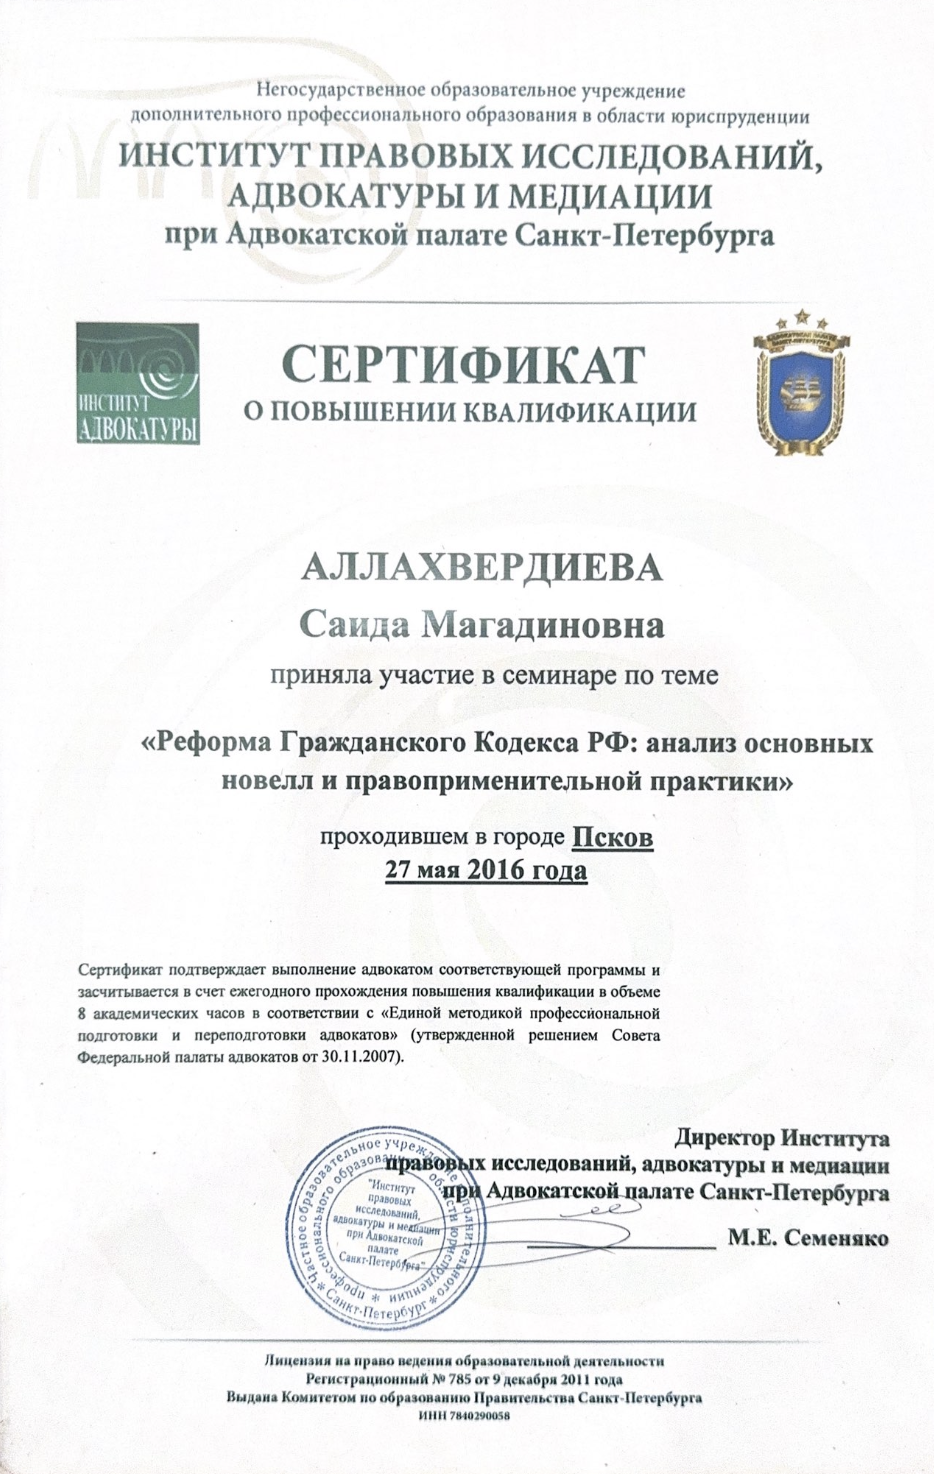 Негосударственное образовательное учреждение
дополнительного профессионального образования в области юриспруденции
ИНСТИТУТ ПРАВОВЫХ ИССЛЕДОВАНИЙ,
АДВОКАТУРЫ И МЕДИАЦИИ
при Адвокатской палате Санкт-Петербурга
ИНСТИТУТ
АДВОКАТУРЫ
СЕРТИФИКАТ
О ПОВЫШЕНИИ КВАЛИФИКАЦИИ
АДВОКАТСКАЯ ПАЛАТА
САНКТ-ПЕТЕРБУРГА
АЛЛАХВЕРДИЕВА
Саида Магадиновна
приняла участие в семинаре по теме
«Реформа Гражданского Кодекса РФ: анализ основных
новелл и правоприменительной практики»
проходившем в городе Псков
27 мая 2016 года
Сертификат подтверждает выполнение адвокатом соответствующей программы и
засчитывается в счет ежегодного прохождения повышения квалификации в объеме
8 академических часов в соответствии с «Единой методикой профессиональной
подготовки и переподготовки адвокатов» (утвержденной решением Совета
Федеральной палаты адвокатов от 30.11.2007).
Директор Института
правовых исследований, адвокатуры и медиации
при Адвокатской палате Санкт-Петербурга
М.Е. Семеняко
Частное образовательное учреждение дополнительного
профессионального образования в области юриспруденции
Санкт-Петербург
"Институт
правовых
исследований,
адвокатуры и медиации
при Адвокатской
палате
Санкт-Петербурга"
Лицензия на право ведения образовательной деятельности
Регистрационный № 785 от 9 декабря 2011 года
Выдана Комитетом по образованию Правительства Санкт-Петербурга
ИНН 7840290058